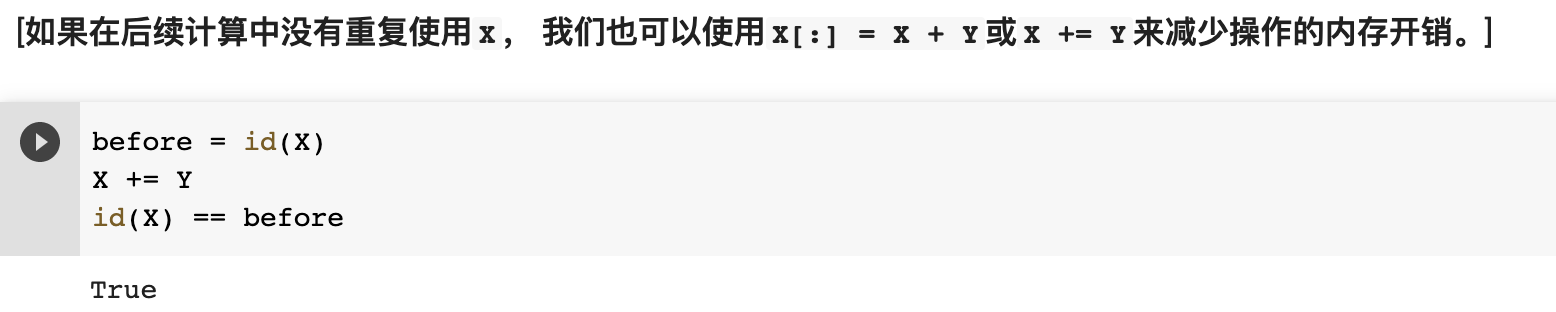 [如果在后续计算中没有重复使用X， 我们也可以使用X[:] = X + Y或X += Y来减少操作的内存开销。]
before = id(X)
X += Y
id(X) == before
True